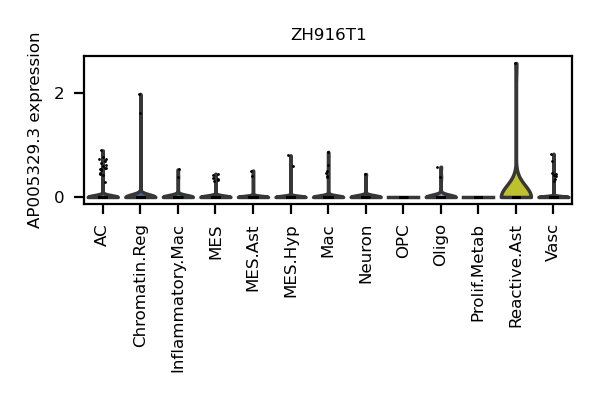 ZH916T1
AP005329.3 expression
2
0
AC
Chromatin.Reg
Inflammatory.Mac
MES
MES.Ast
MES.Hyp
Mac
Neuron
OPC
Oligo
Prolif.Metab
Reactive.Ast
Vasc